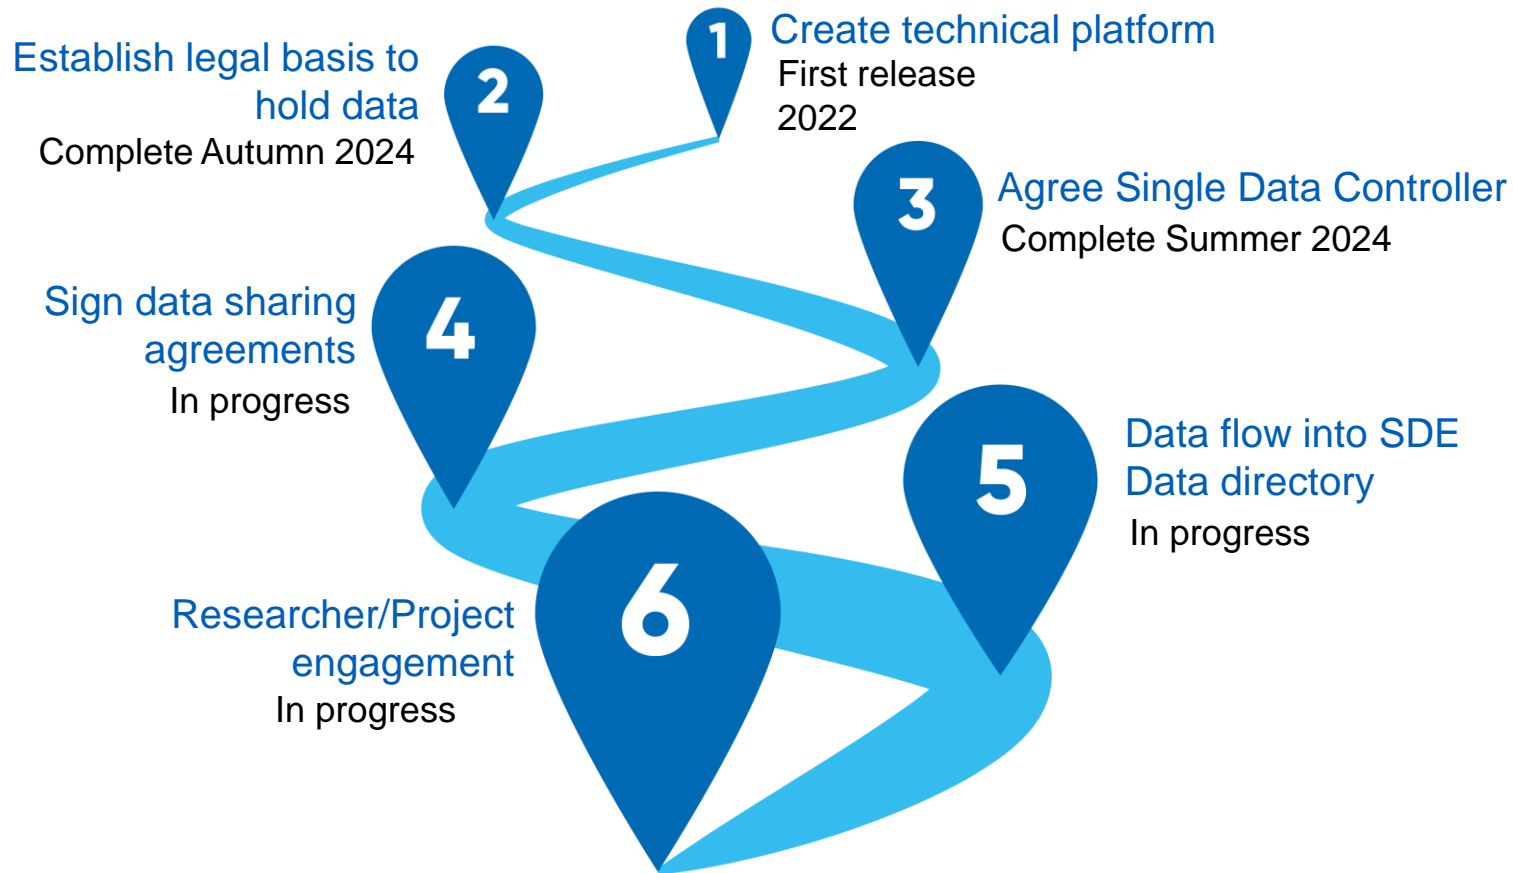 1
Create technical platform
First release
2022
2
Establish legal basis to
hold data
Complete Autumn 2024
3
Agree Single Data Controller
Complete Summer 2024
4
Sign data sharing
agreements
In progress
5
Data flow into SDE
Data directory
In progress
6
Researcher/Project
engagement
In progress